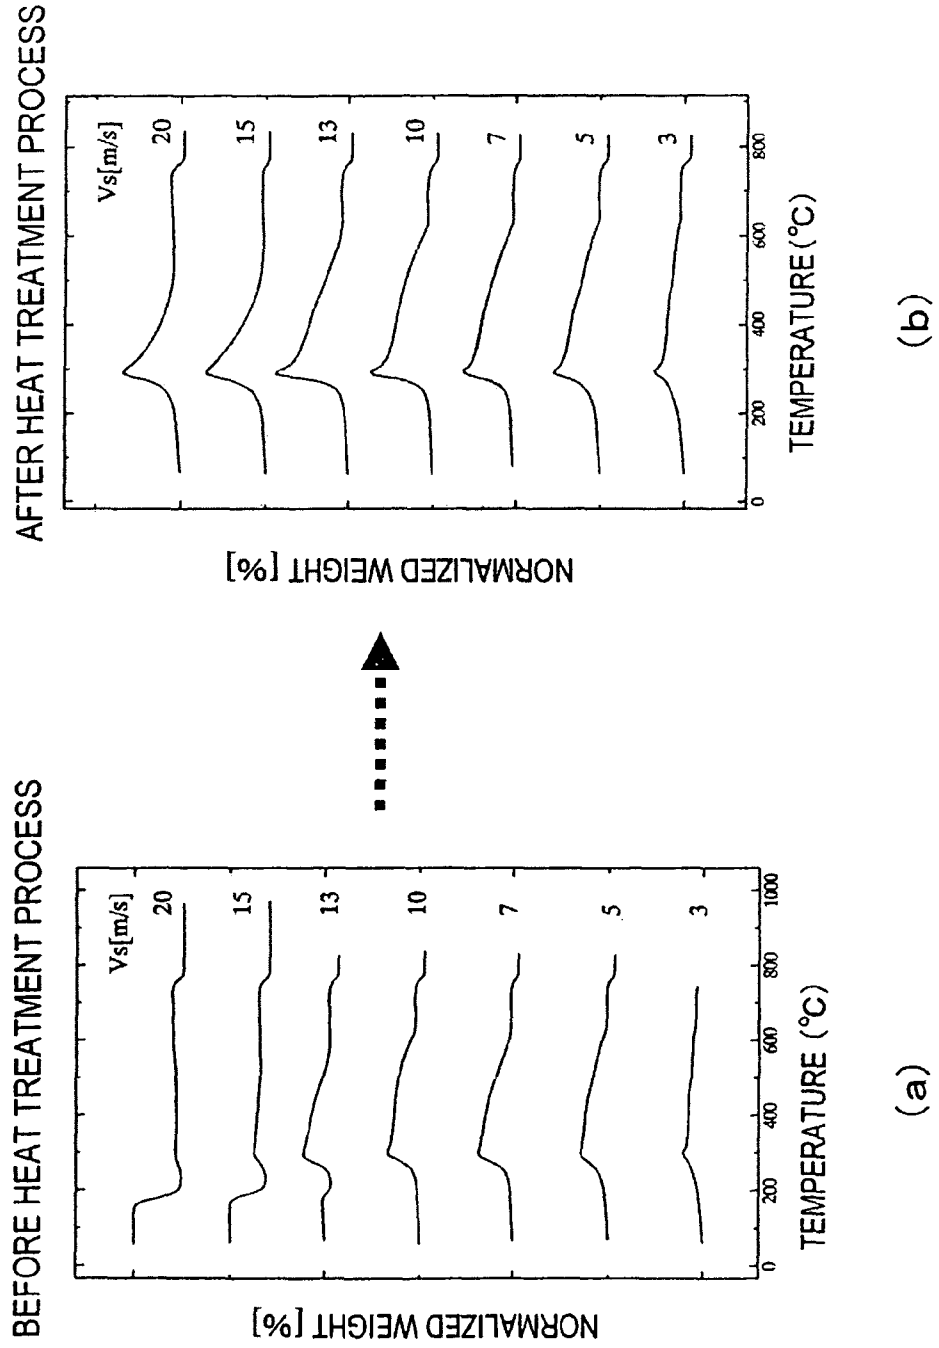 BEFORE HEAT TREATMENT PROCESS
Vs[m/s]
20
15
13
10
7
5
3
0
200
400
600
800
1000
TEMPERATURE (°C)
NORMALIZED WEIGHT [%]
(a)
AFTER HEAT TREATMENT PROCESS
Vs[m/s]
20
15
13
10
7
5
3
0
200
400
600
800
TEMPERATURE (°C)
NORMALIZED WEIGHT [%]
(b)